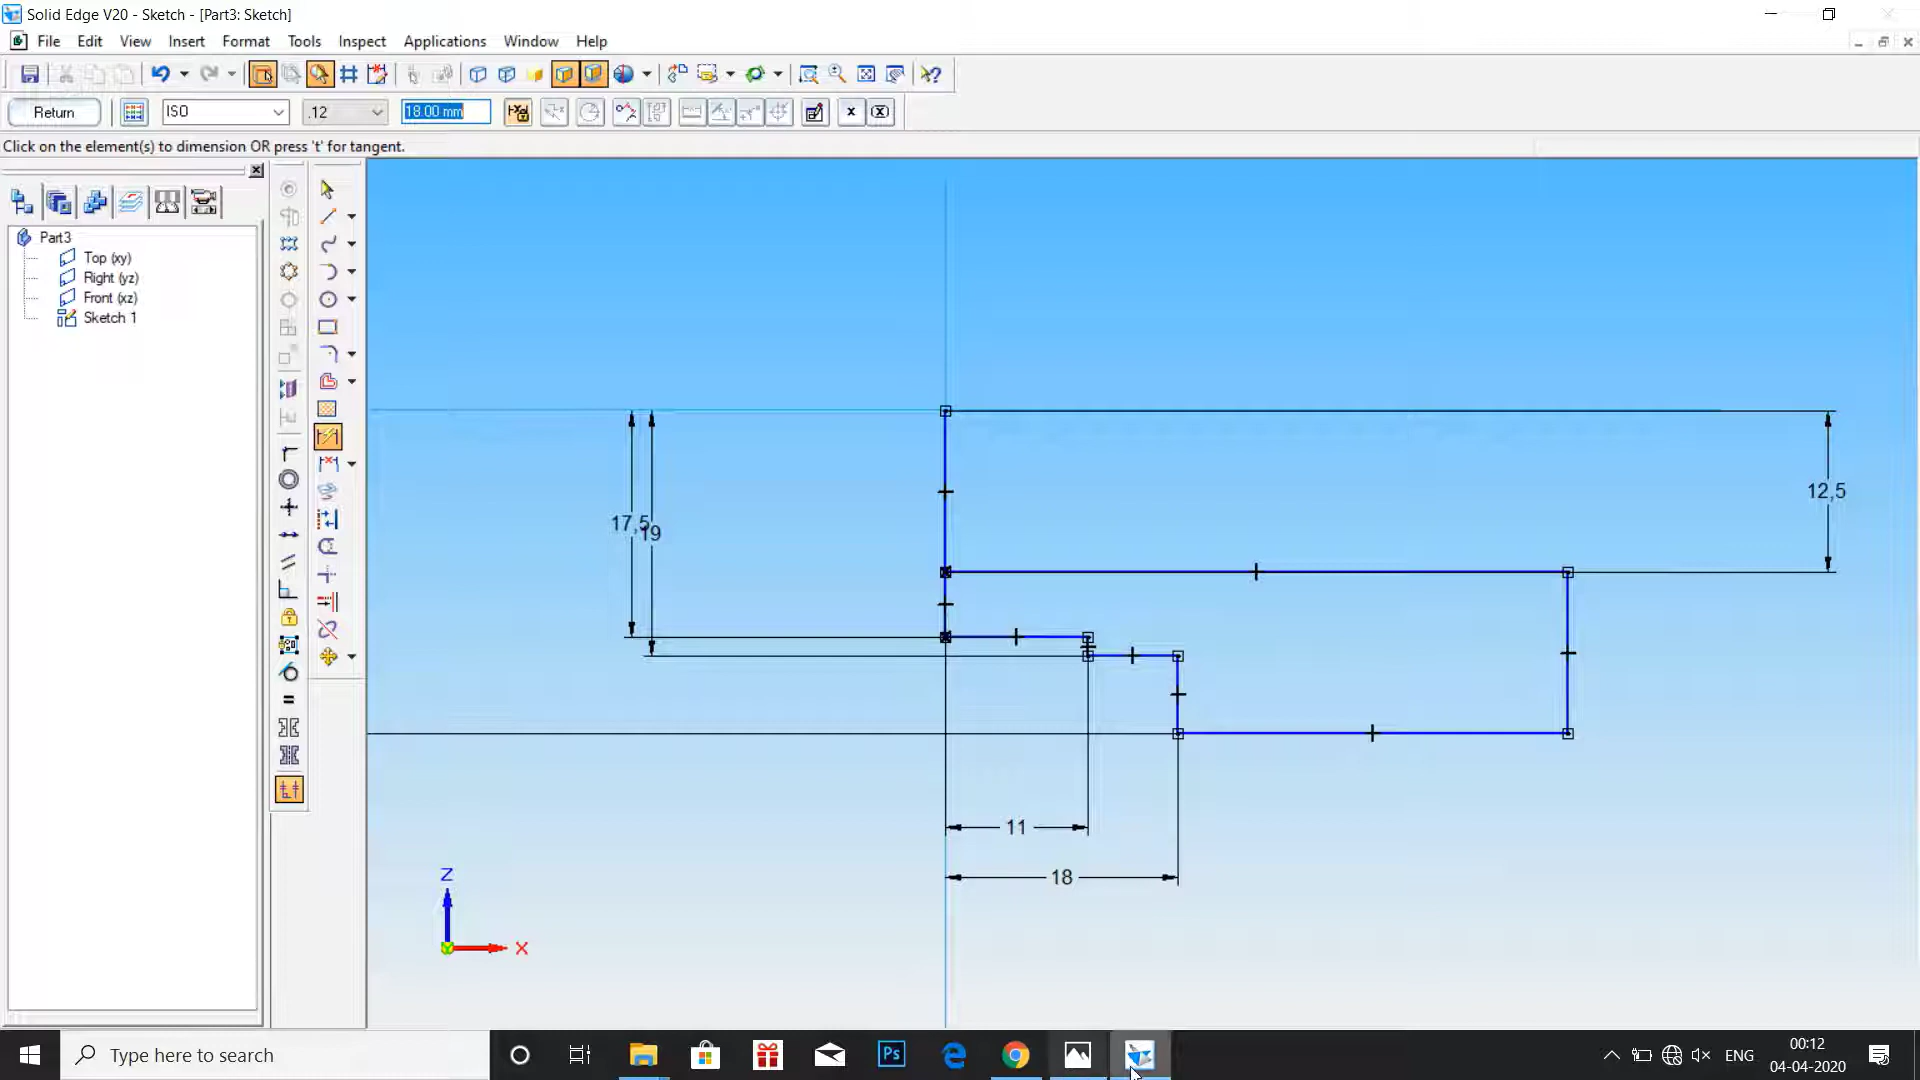 Solid Edge V20 - Sketch - [Part3: Sketch]
File Edit View Insert Format Tools Inspect Applications Window Help
Return ISO .12 18.00 mm
Click on the element(s) to dimension OR press 't' for tangent.
Part3
Top (xy)
Right (yz)
Front (xz)
Sketch 1
12,5
17,5
19
11
18
Z
X
Type here to search
Ps
ENG
00:12
04-04-2020